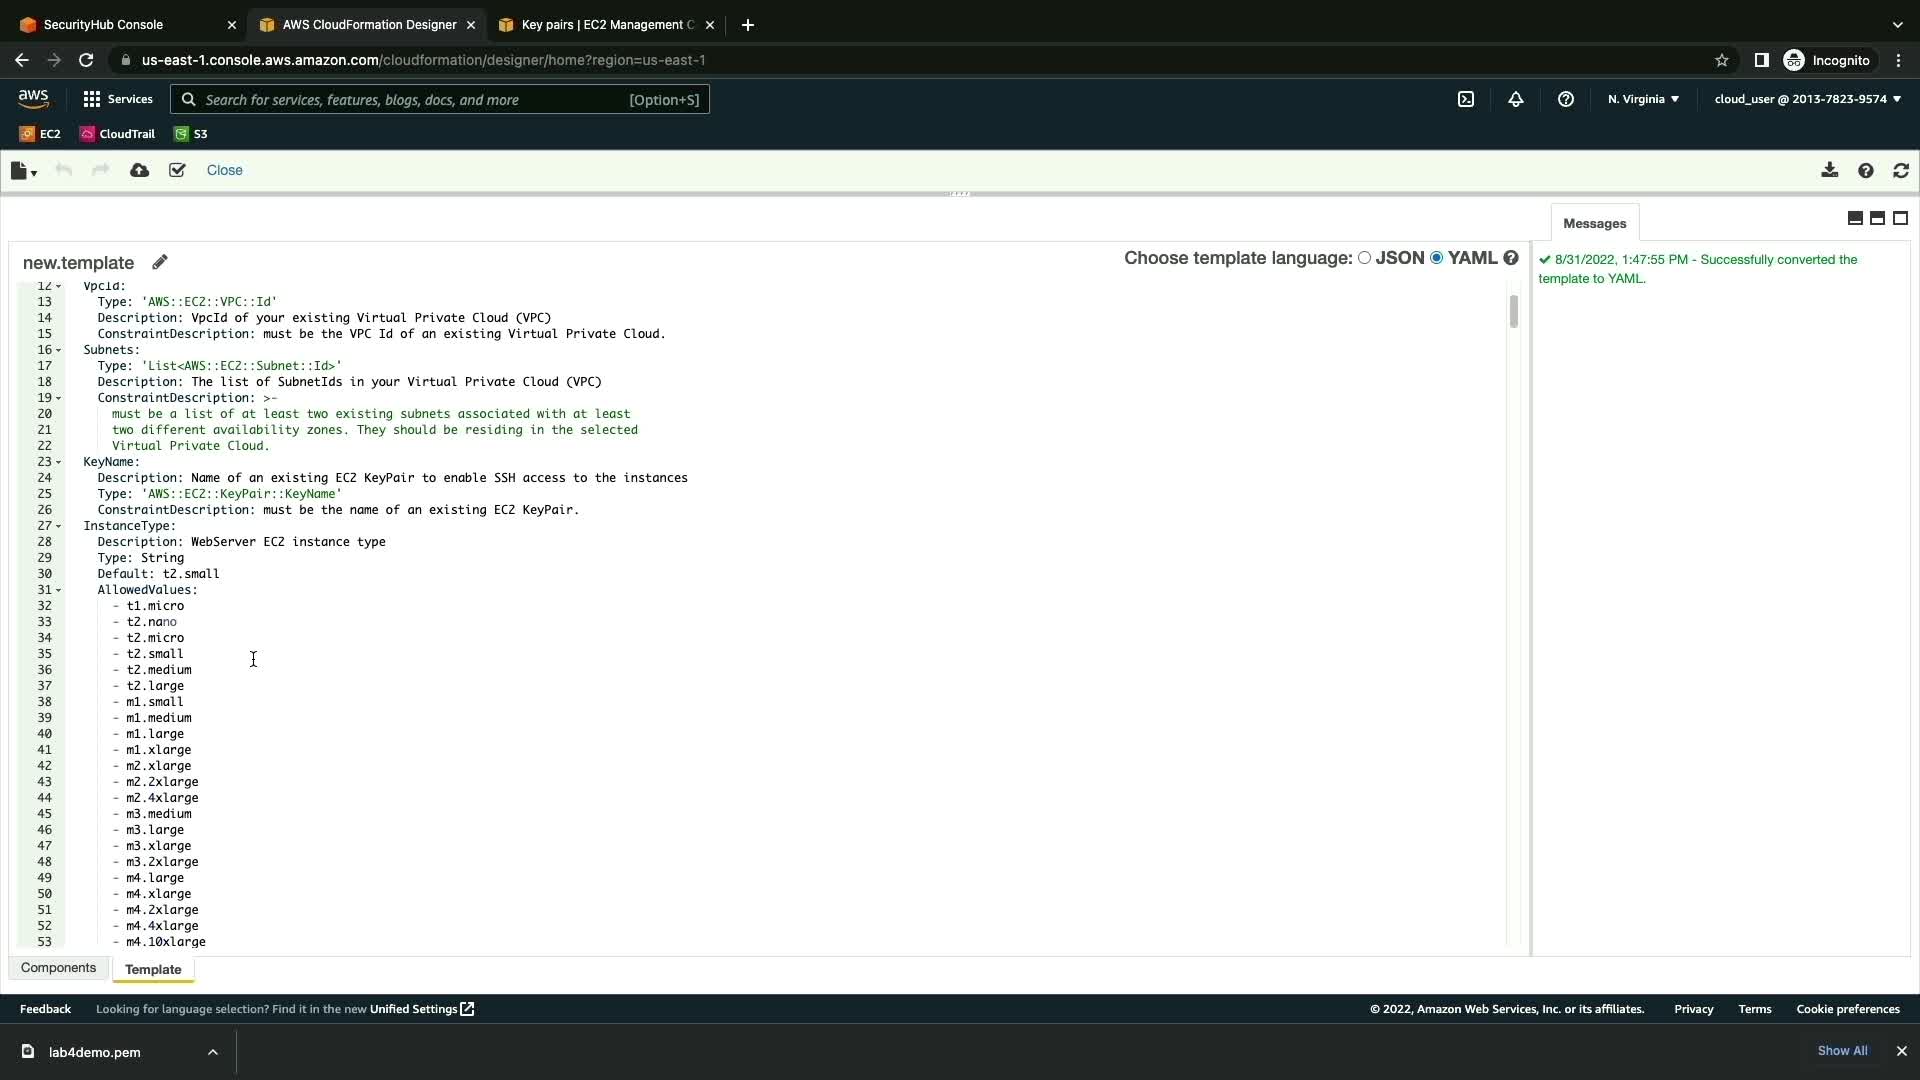 SecurityHub Console
AWS CloudFormation Designer
Key pairs | EC2 Management C
us-east-1.console.aws.amazon.com/cloudformation/designer/home?region=us-east-1
Incognito
aws
Services
Search for services, features, blogs, docs, and more
[Option+S]
N. Virginia
cloud_user @ 2013-7823-9574
EC2
CloudTrail
S3
Close
Messages
new.template
Choose template language: JSON YAML
8/31/2022, 1:47:55 PM - Successfully converted the
template to YAML.
12 VpcId:
13 Type: 'AWS::EC2::VPC::Id'
14 Description: VpcId of your existing Virtual Private Cloud (VPC)
15 ConstraintDescription: must be the VPC Id of an existing Virtual Private Cloud.
16 Subnets:
17 Type: 'List<AWS::EC2::Subnet::Id>'
18 Description: The list of SubnetIds in your Virtual Private Cloud (VPC)
19 ConstraintDescription: >-
20 must be a list of at least two existing subnets associated with at least
21 two different availability zones. They should be residing in the selected
22 Virtual Private Cloud.
23 KeyName:
24 Description: Name of an existing EC2 KeyPair to enable SSH access to the instances
25 Type: 'AWS::EC2::KeyPair::KeyName'
26 ConstraintDescription: must be the name of an existing EC2 KeyPair.
27 InstanceType:
28 Description: WebServer EC2 instance type
29 Type: String
30 Default: t2.small
31 AllowedValues:
32 - t1.micro
33 - t2.nano
34 - t2.micro
35 - t2.small
36 - t2.medium
37 - t2.large
38 - m1.small
39 - m1.medium
40 - m1.large
41 - m1.xlarge
42 - m2.xlarge
43 - m2.2xlarge
44 - m2.4xlarge
45 - m3.medium
46 - m3.large
47 - m3.xlarge
48 - m3.2xlarge
49 - m4.large
50 - m4.xlarge
51 - m4.2xlarge
52 - m4.4xlarge
53 - m4.10xlarge
Components
Template
Feedback
Looking for language selection? Find it in the new Unified Settings
© 2022, Amazon Web Services, Inc. or its affiliates.
Privacy
Terms
Cookie preferences
lab4demo.pem
Show All